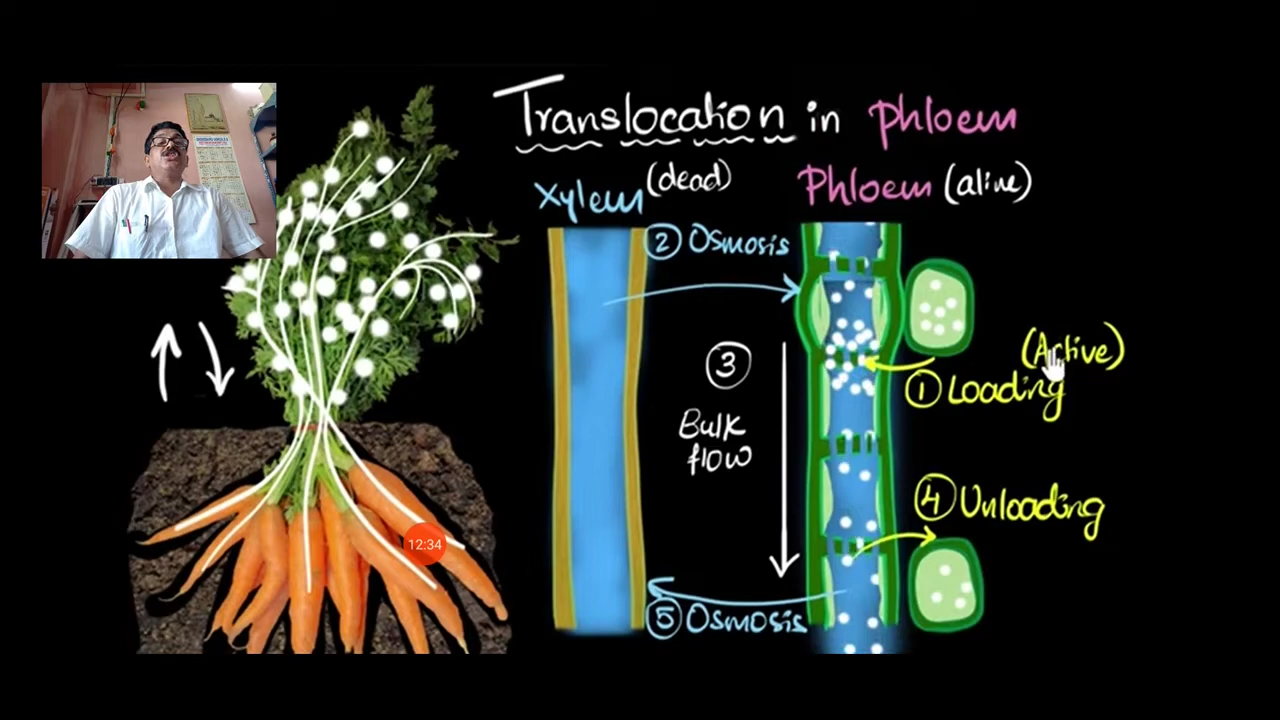 Translocation in Phloem
Xylem (dead)
Phloem (alive)
② Osmosis
(Active)
① Loading
③
Bulk
flow
④ Unloading
12:34
⑤ Osmosis